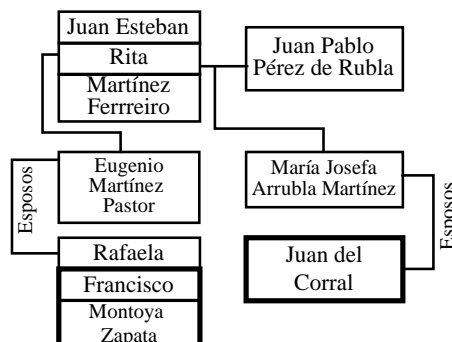 Juan Esteban
Rita
Martínez
Ferrreiro
Juan Pablo
Pérez de Rubla
Esposos
Eugenio
Martínez
Pastor
María Josefa
Arrubla Martínez
Esposos
Rafaela
Francisco
Montoya
Zapata
Juan del
Corral